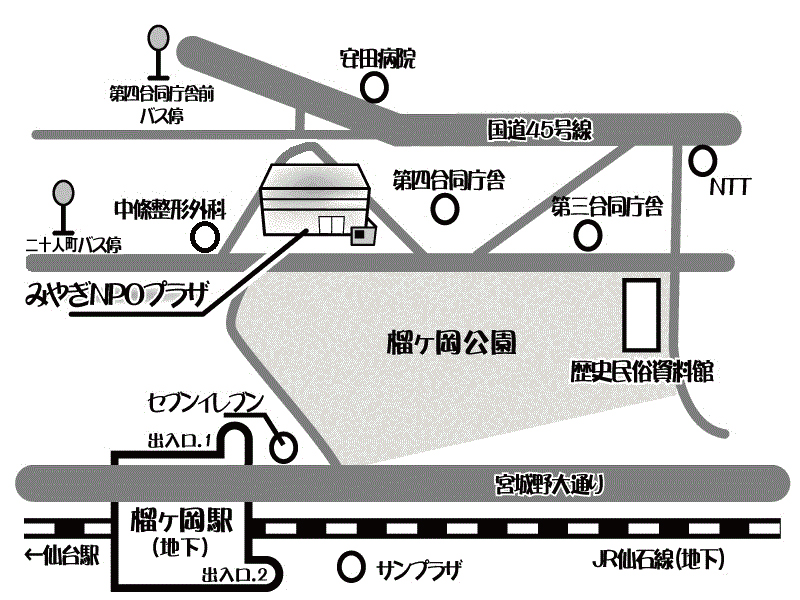 安田病院
第四合同庁舎前
バス停
国道45号線
NTT
第四合同庁舎
中條整形外科
第三合同庁舎
二十人町バス停
みやぎNPOプラザ
榴ヶ岡公園
歴史民俗資料館
セブンイレブン
出入口.1
宮城野大通り
榴ヶ岡駅
(地下)
←仙台駅
JR仙石線(地下)
出入口.2
サンプラザ